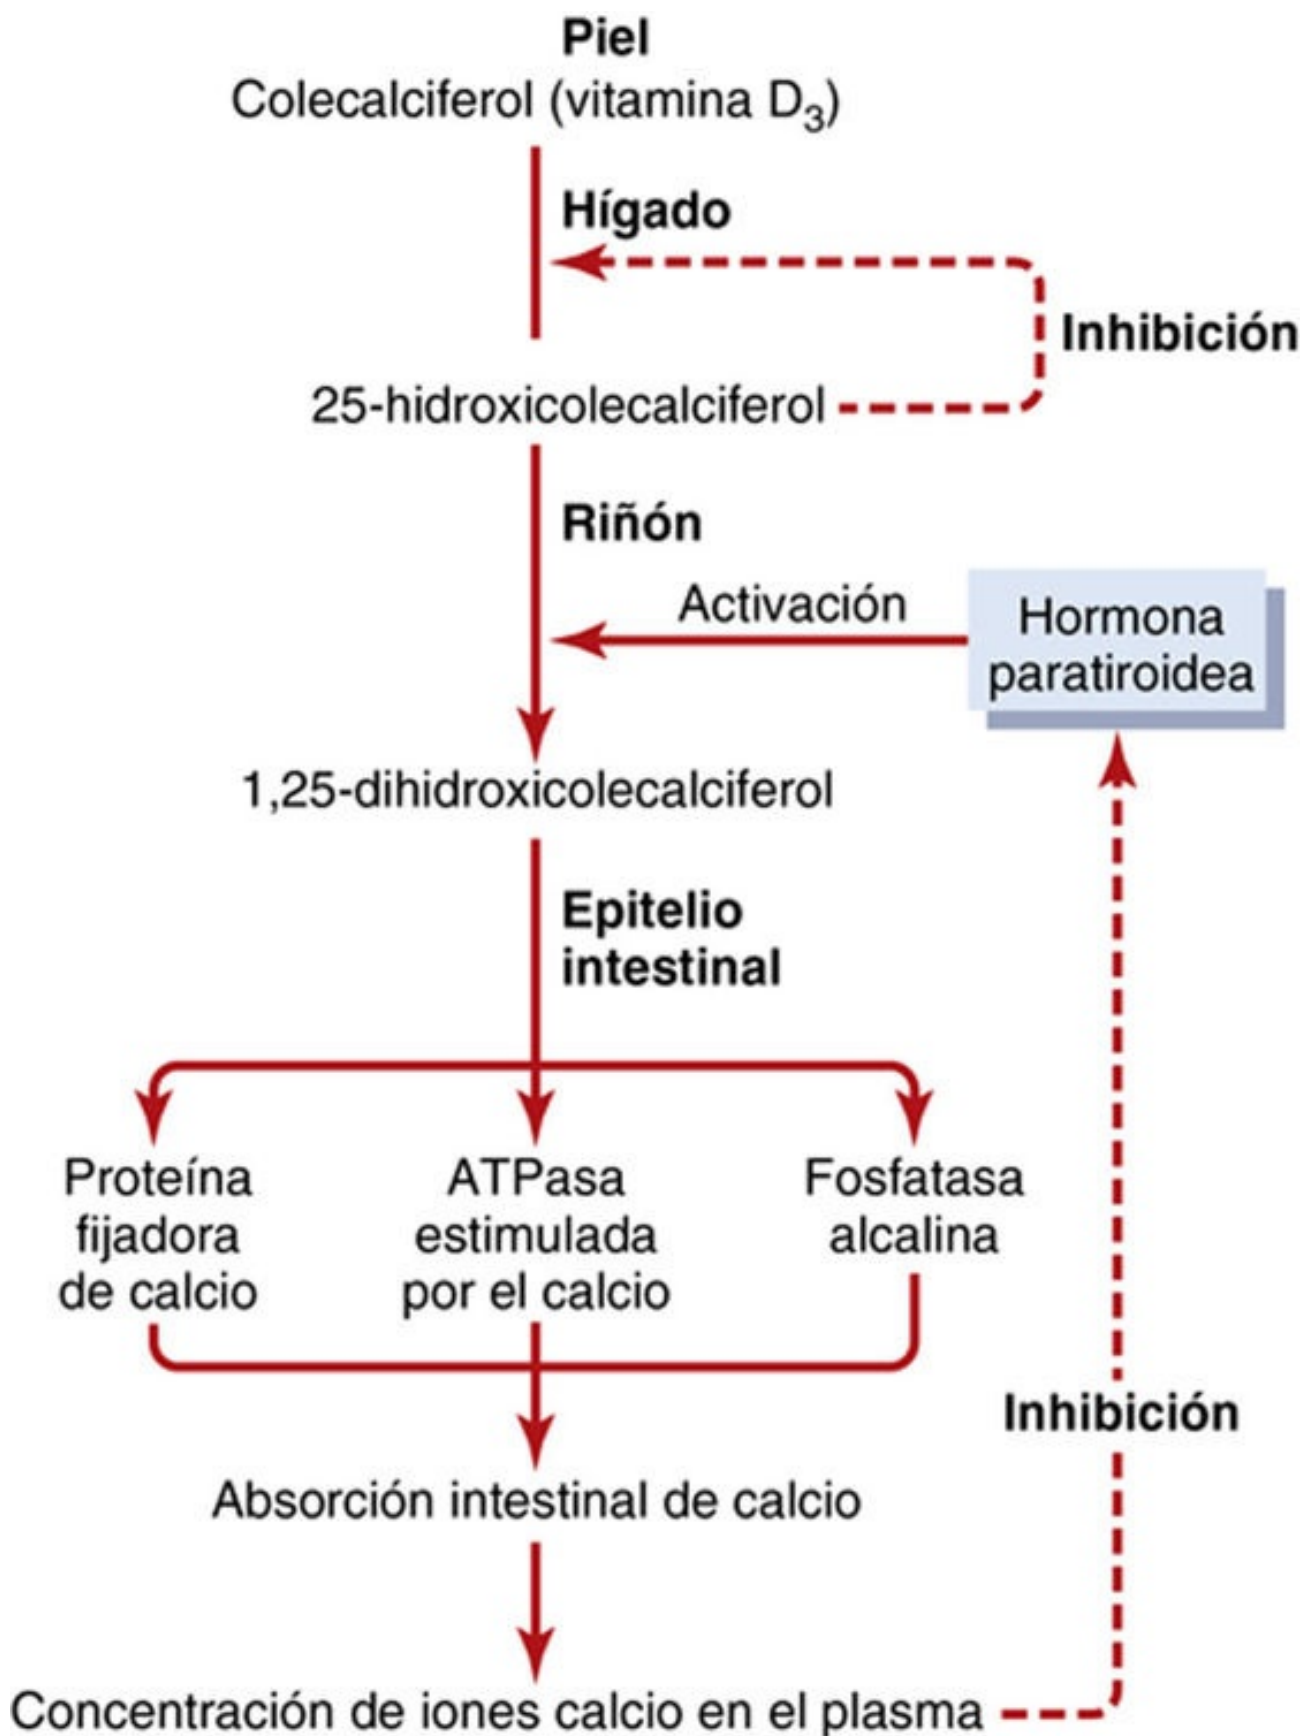 Piel
Colecalciferol (vitamina D₃)
Hígado
Inhibición
25-hidroxicolecalciferol
Riñón
Activación
Hormona
paratiroidea
1,25-dihidroxicolecalciferol
Epitelio
intestinal
Proteína
fijadora
de calcio
ATPasa
estimulada
por el calcio
Fosfatasa
alcalina
Inhibición
Absorción intestinal de calcio
Concentración de iones calcio en el plasma